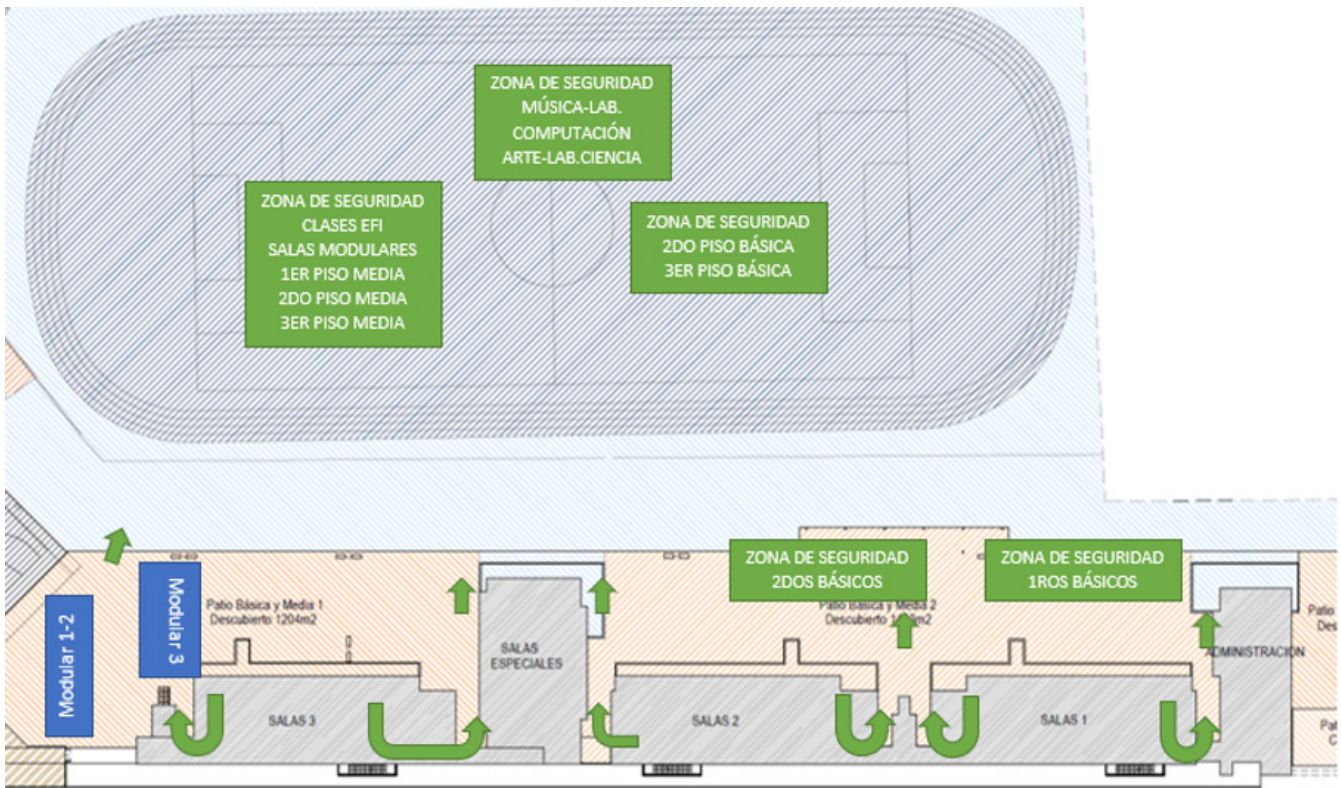 ZONA DE SEGURIDAD
MÚSICA-LAB.
COMPUTACIÓN
ARTE-LAB.CIENCIA
ZONA DE SEGURIDAD
CLASES EFI
SALAS MODULARES
1ER PISO MEDIA
2DO PISO MEDIA
3ER PISO MEDIA
ZONA DE SEGURIDAD
2DO PISO BÁSICA
3ER PISO BÁSICA
ZONA DE SEGURIDAD
2DOS BÁSICOS
ZONA DE SEGURIDAD
1ROS BÁSICOS
Modular 1-2
Modular 3
Patio Básica y Media 1
Descubierto 1204m2
Patio Básica y Media 2
Descubierto
SALAS
ESPECIALES
ADMINISTRACION
SALAS 3
SALAS 2
SALAS 1
Patio